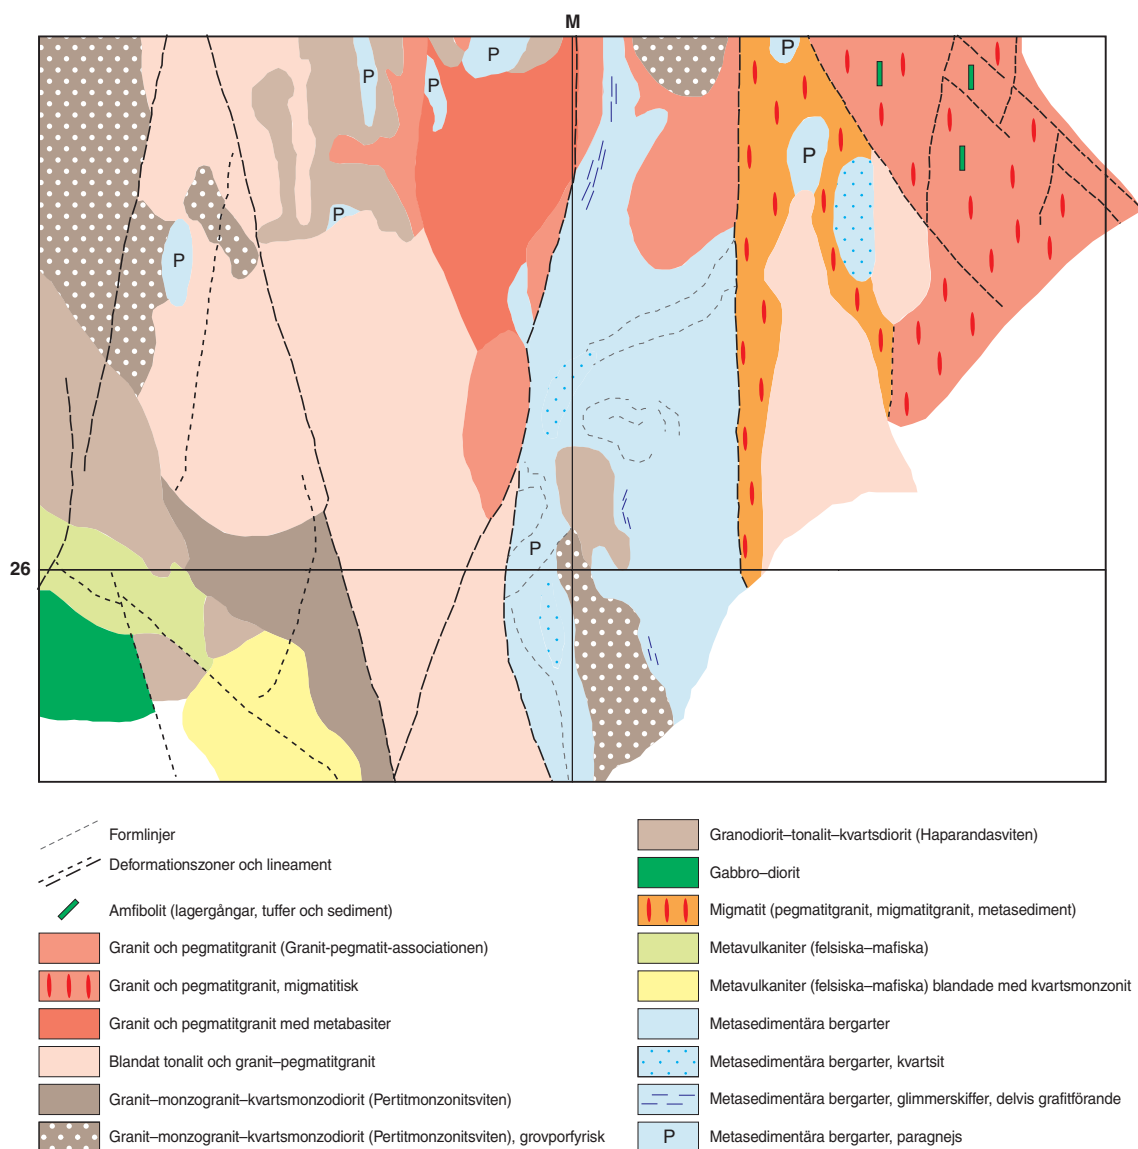 M
P
P
P
P
P
P
P
P
26
Formlinjer
Deformationszoner och lineament
Amfibolit (lagergångar, tuffer och sediment)
Granit och pegmatitgranit (Granit-pegmatit-associationen)
Granit och pegmatitgranit, migmatitisk
Granit och pegmatitgranit med metabasiter
Blandat tonalit och granit–pegmatitgranit
Granit–monzogranit–kvartsmonzodiorit (Pertitmonzonitsviten)
Granit–monzogranit–kvartsmonzodiorit (Pertitmonzonitsviten), grovporfyrisk
Granodiorit–tonalit–kvartsdiorit (Haparandasviten)
Gabbro–diorit
Migmatit (pegmatitgranit, migmatitgranit, metasediment)
Metavulkaniter (felsiska–mafiska)
Metavulkaniter (felsiska–mafiska) blandade med kvartsmonzonit
Metasedimentära bergarter
Metasedimentära bergarter, kvartsit
Metasedimentära bergarter, glimmerskiffer, delvis grafitförande
P
Metasedimentära bergarter, paragnejs